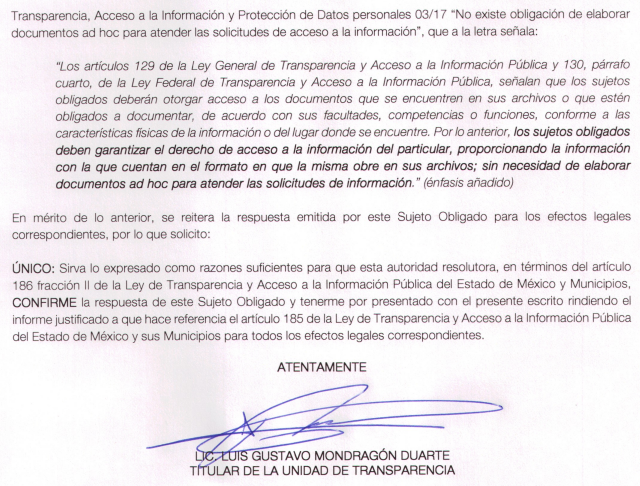 Transparencia, Acceso a la Información y Protección de Datos personales 03/17 “No existe obligación de elaborar
documentos ad hoc para atender las solicitudes de acceso a la información”, que a la letra señala:
“Los artículos 129 de la Ley General de Transparencia y Acceso a la Información Pública y 130, párrafo
cuarto, de la Ley Federal de Transparencia y Acceso a la Información Pública, señalan que los sujetos
obligados deberán otorgar acceso a los documentos que se encuentren en sus archivos o que estén
obligados a documentar, de acuerdo con sus facultades, competencias o funciones, conforme a las
características físicas de la información o del lugar donde se encuentre. Por lo anterior, los sujetos obligados
deben garantizar el derecho de acceso a la información del particular, proporcionando la información
con la que cuentan en el formato en que la misma obre en sus archivos; sin necesidad de elaborar
documentos ad hoc para atender las solicitudes de información.” (énfasis añadido)
En mérito de lo anterior, se reitera la respuesta emitida por este Sujeto Obligado para los efectos legales
correspondientes, por lo que solicito:
ÚNICO: Sirva lo expresado como razones suficientes para que esta autoridad resolutora, en términos del artículo
186 fracción II de la Ley de Transparencia y Acceso a la Información Pública del Estado de México y Municipios,
CONFIRME la respuesta de este Sujeto Obligado y tenerme por presentado con el presente escrito rindiendo el
informe justificado a que hace referencia el artículo 185 de la Ley de Transparencia y Acceso a la Información Pública
del Estado de México y sus Municipios para todos los efectos legales correspondientes.
ATENTAMENTE
LIC. LUIS GUSTAVO MONDRAGÓN DUARTE
TITULAR DE LA UNIDAD DE TRANSPARENCIA